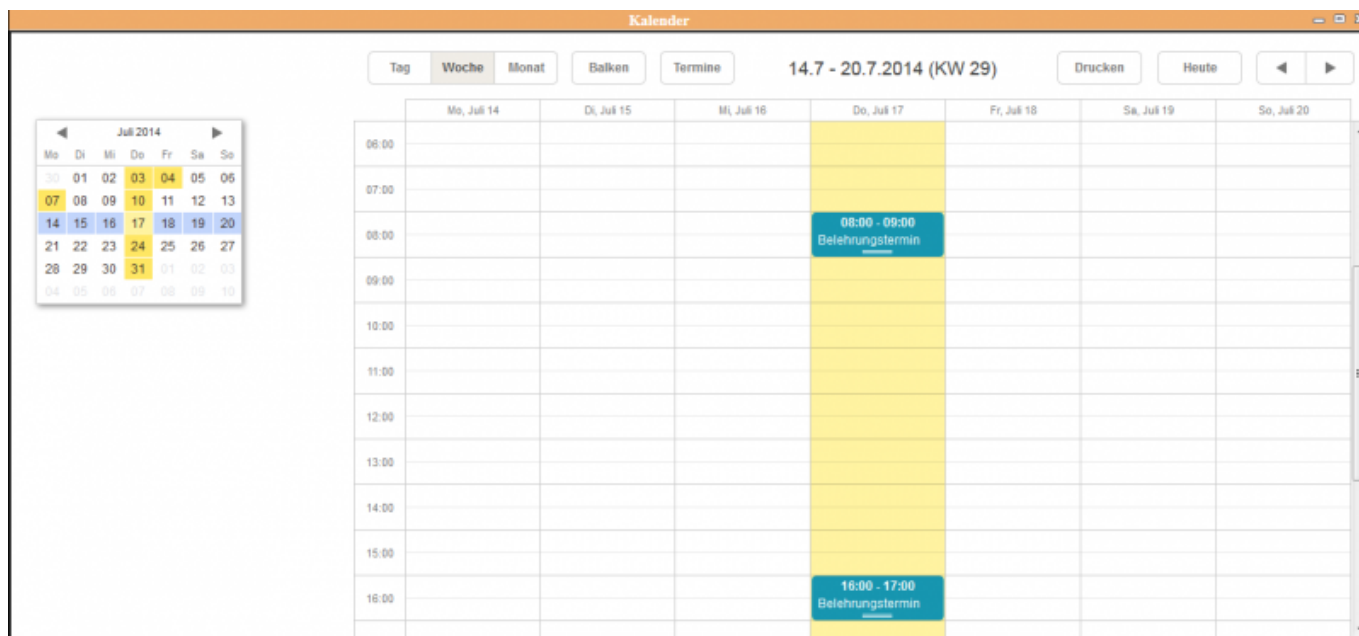 Kalender
Tag Woche Monat Balken Termine 14.7 - 20.7.2014 (KW 29) Drucken Heute
Mo, Juli 14 Di, Juli 15 Mi, Juli 16 Do, Juli 17 Fr, Juli 18 Sa, Juli 19 So, Juli 20
Juli 2014
Mo Di Mi Do Fr Sa So
30 01 02 03 04 05 06
07 08 09 10 11 12 13
14 15 16 17 18 19 20
21 22 23 24 25 26 27
28 29 30 31 01 02 03
04 05 06 07 08 09 10
06:00
07:00
08:00
08:00 - 09:00
Belehrungstermin
09:00
10:00
11:00
12:00
13:00
14:00
15:00
16:00
16:00 - 17:00
Belehrungstermin